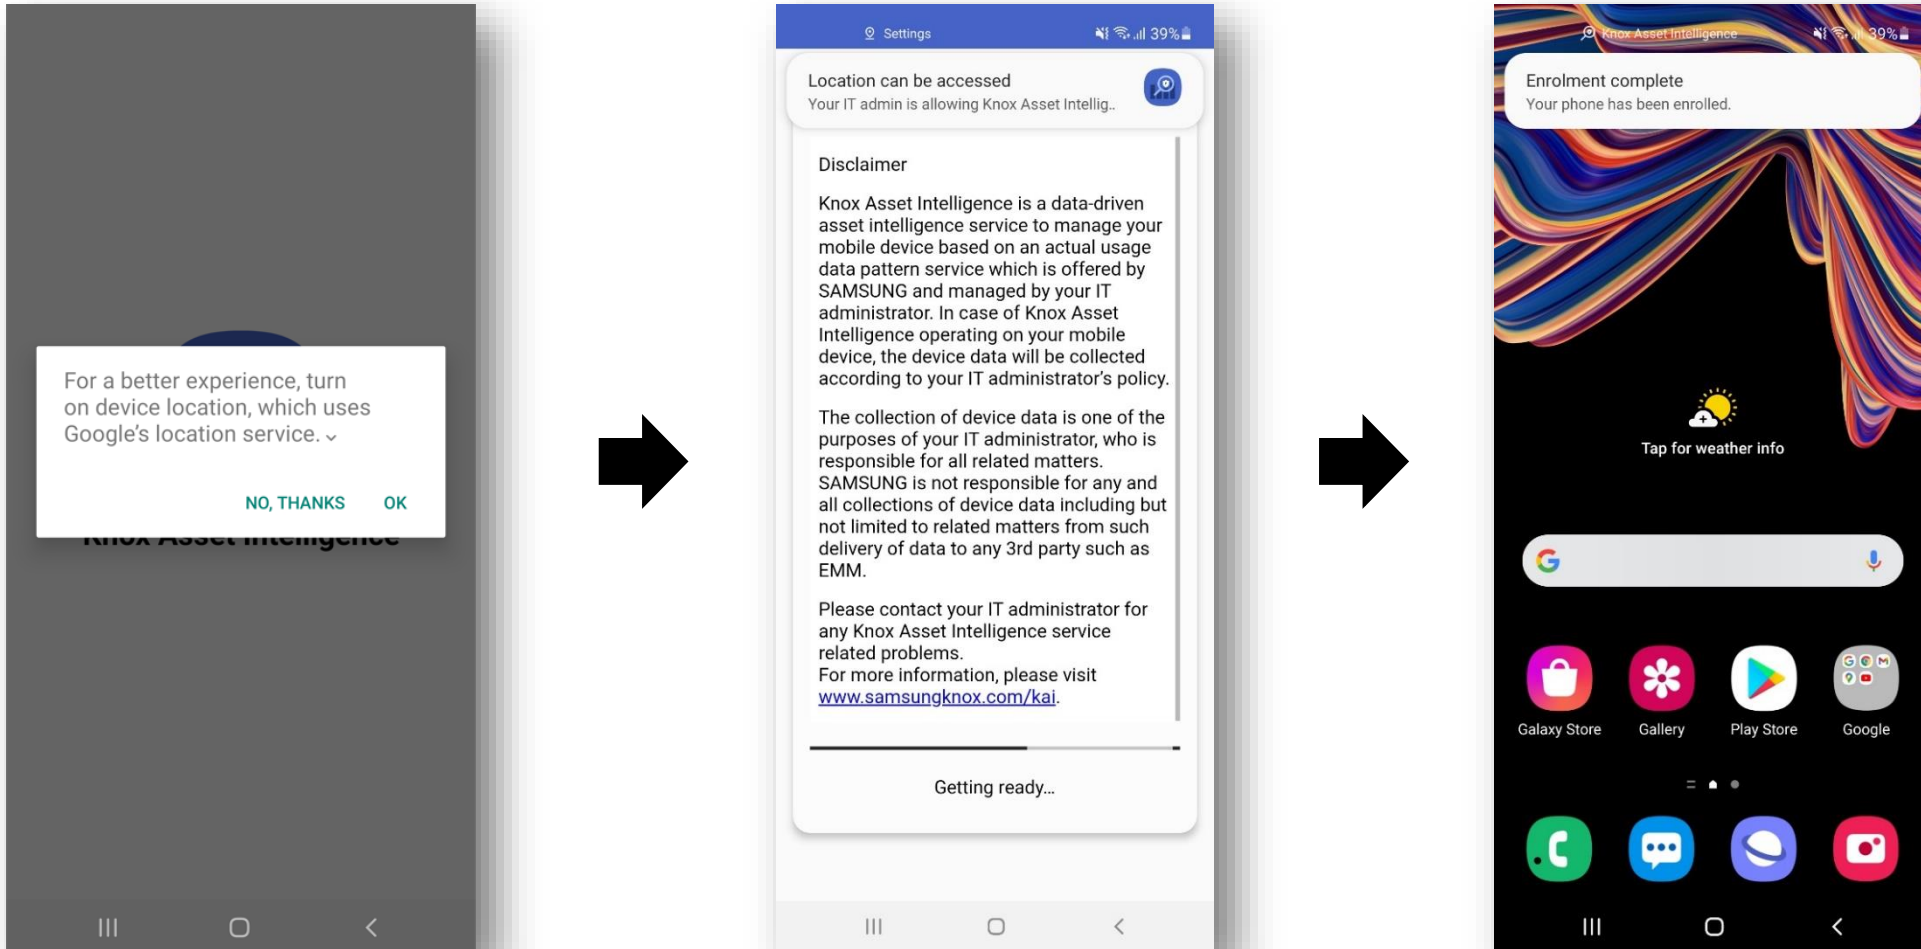 For a better experience, turn
on device location, which uses
Google's location service.
NO, THANKS OK
Knox Asset Intelligence
Settings
39%
Location can be accessed
Your IT admin is allowing Knox Asset Intellig..
Disclaimer
Knox Asset Intelligence is a data-driven
asset intelligence service to manage your
mobile device based on an actual usage
data pattern service which is offered by
SAMSUNG and managed by your IT
administrator. In case of Knox Asset
Intelligence operating on your mobile
device, the device data will be collected
according to your IT administrator's policy.
The collection of device data is one of the
purposes of your IT administrator, who is
responsible for all related matters.
SAMSUNG is not responsible for any and
all collections of device data including but
not limited to related matters from such
delivery of data to any 3rd party such as
EMM.
Please contact your IT administrator for
any Knox Asset Intelligence service
related problems.
For more information, please visit
www.samsungknox.com/kai.
Getting ready...
Knox Asset Intelligence
39%
Enrolment complete
Your phone has been enrolled.
Tap for weather info
Galaxy Store
Gallery
Play Store
Google